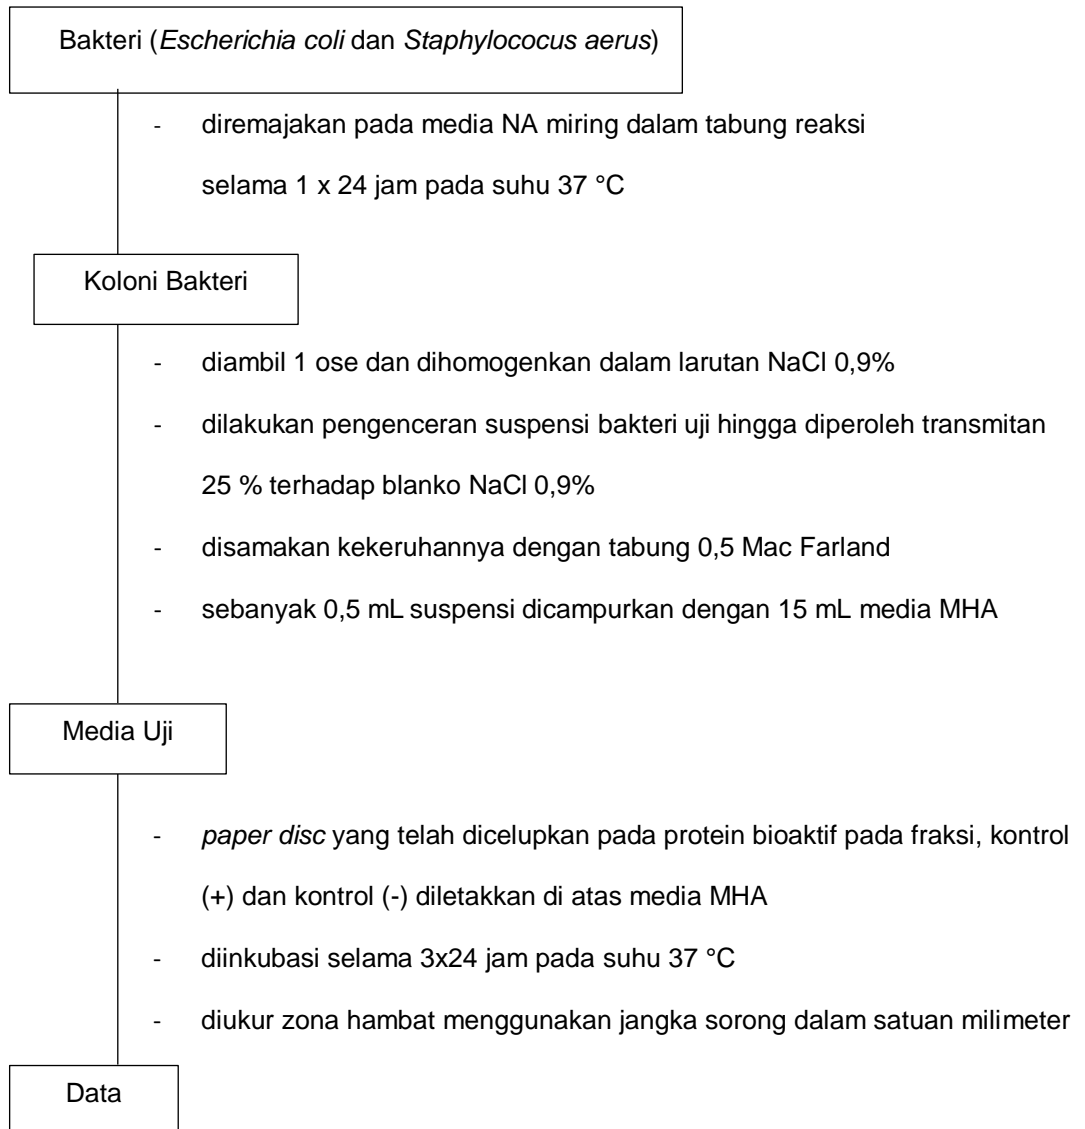 Bakteri (Escherichia coli dan Staphylococus aerus)
- diremajakan pada media NA miring dalam tabung reaksi
selama 1 x 24 jam pada suhu 37 °C
Koloni Bakteri
- diambil 1 ose dan dihomogenkan dalam larutan NaCl 0,9%
- dilakukan pengenceran suspensi bakteri uji hingga diperoleh transmitan
25 % terhadap blanko NaCl 0,9%
- disamakan kekeruhannya dengan tabung 0,5 Mac Farland
- sebanyak 0,5 mL suspensi dicampurkan dengan 15 mL media MHA
Media Uji
- paper disc yang telah dicelupkan pada protein bioaktif pada fraksi, kontrol
(+) dan kontrol (-) diletakkan di atas media MHA
- diinkubasi selama 3x24 jam pada suhu 37 °C
- diukur zona hambat menggunakan jangka sorong dalam satuan milimeter
Data